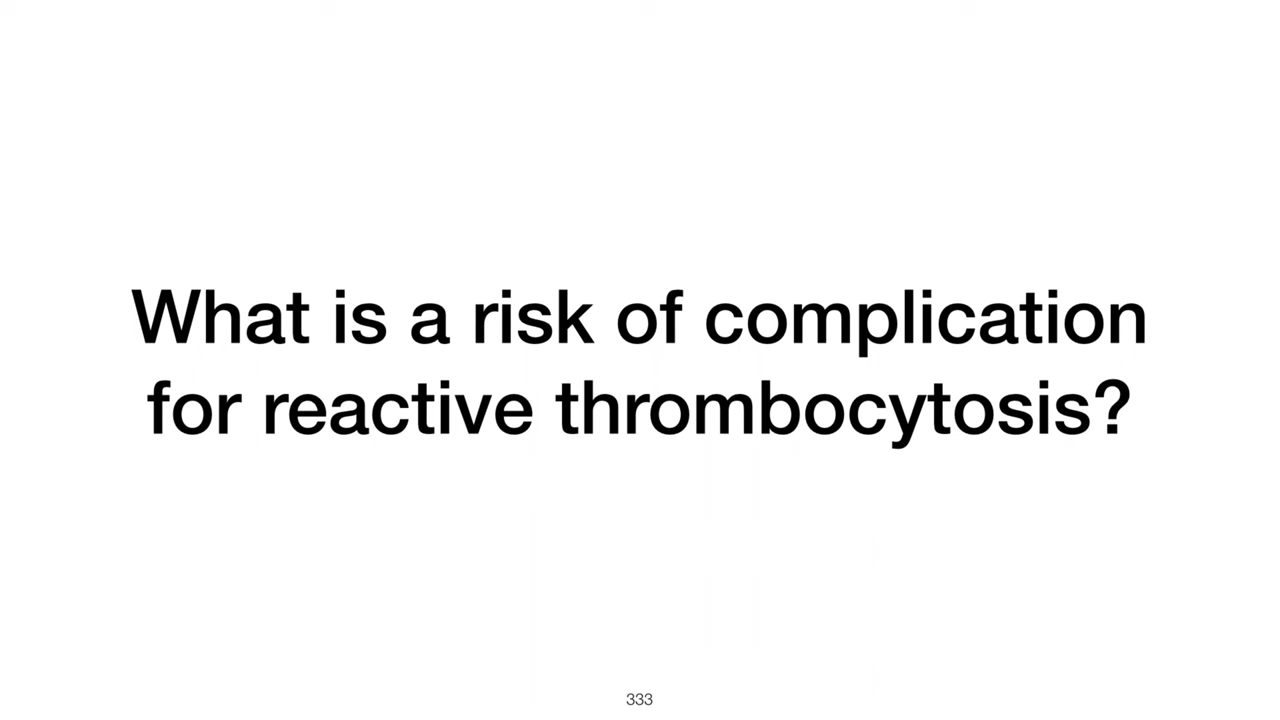 What is a risk of complication
for reactive thrombocytosis?
333